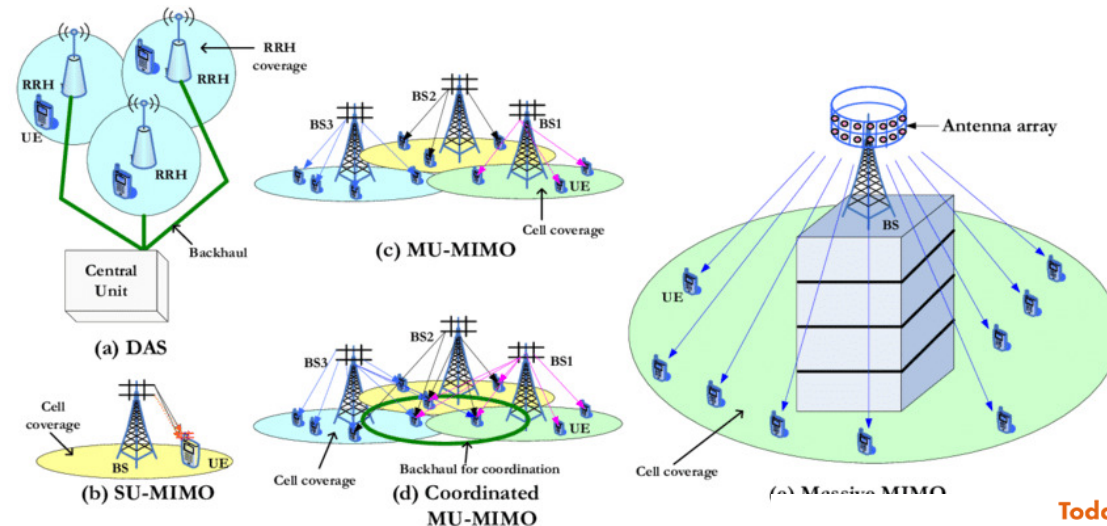 RRH
coverage
RRH
RRH
UE
RRH
Backhaul
Central
Unit
(a) DAS
Cell
coverage
BS
UE
(b) SU-MIMO
BS2
BS3
BS1
UE
Cell coverage
(c) MU-MIMO
BS2
BS3
BS1
UE
Cell coverage
Backhaul for coordination
(d) Coordinated
MU-MIMO
Antenna array
BS
UE
Cell coverage
Massive MIMO